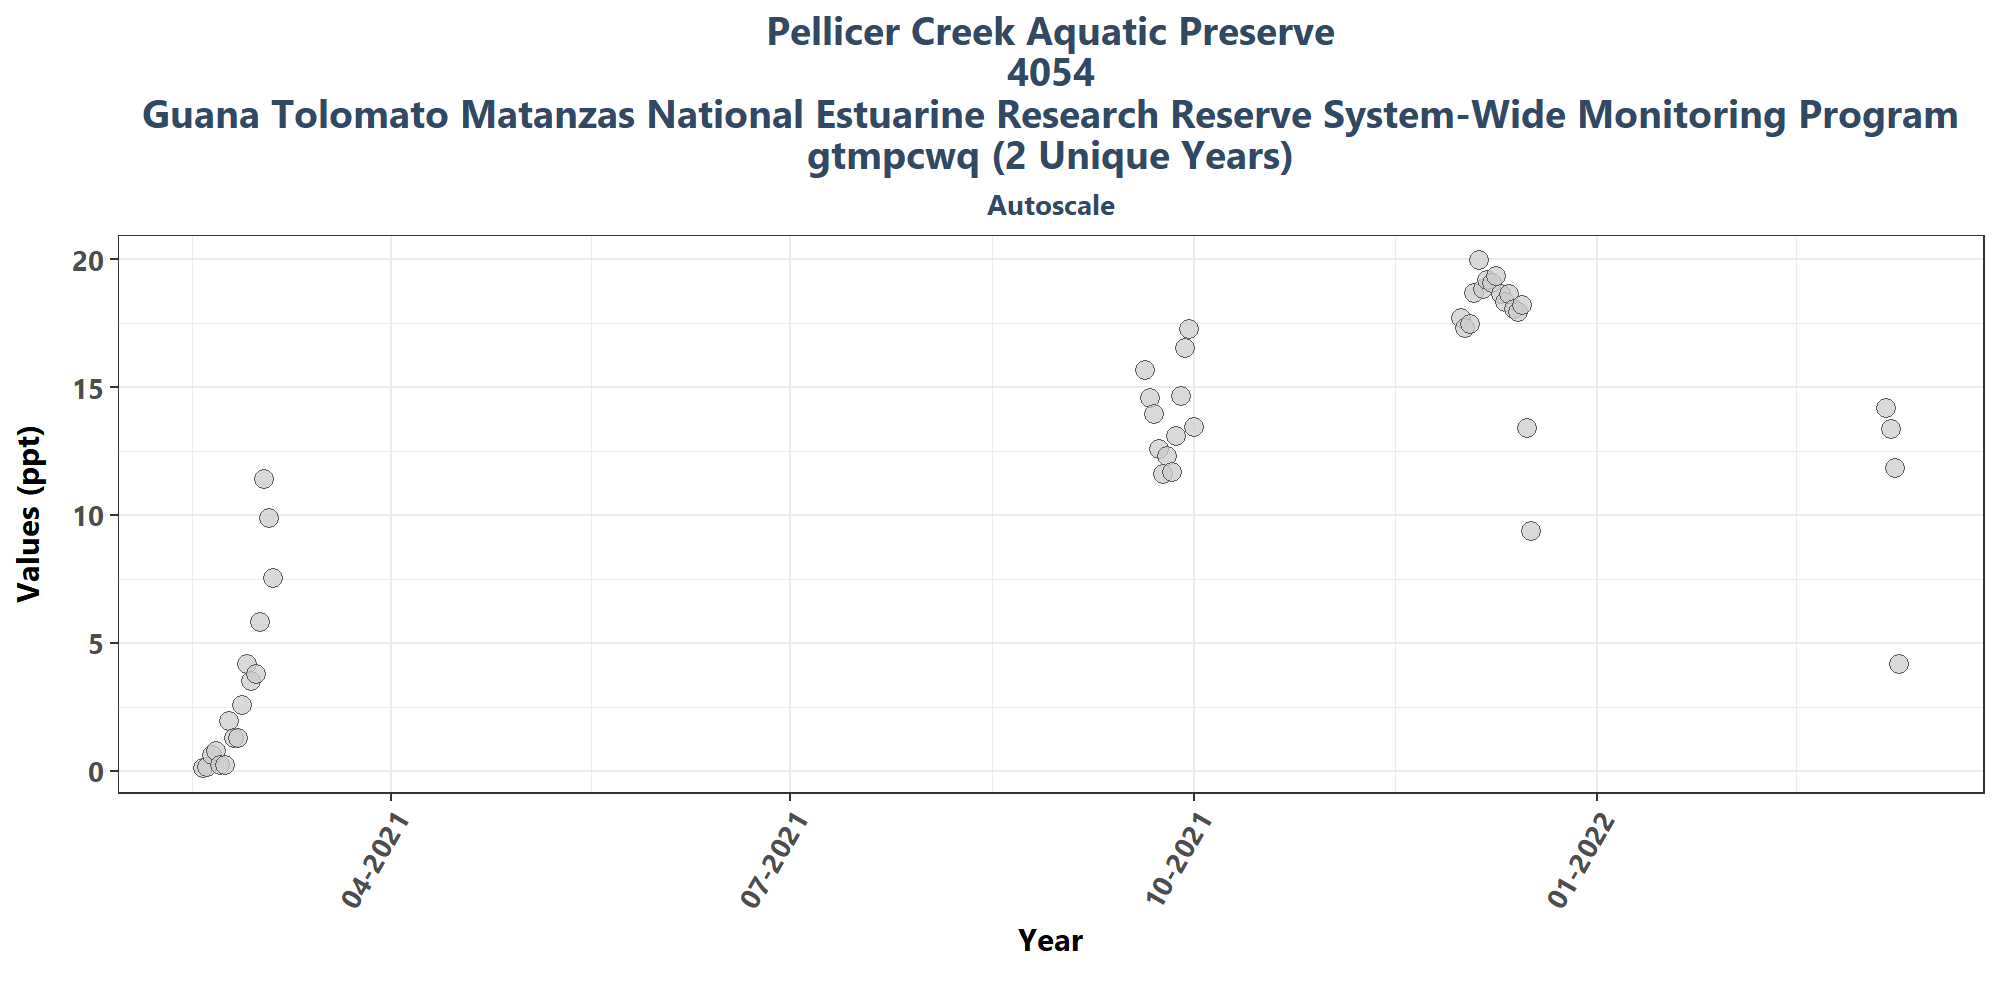 Pellicer Creek Aquatic Preserve
4054
Guana Tolomato Matanzas National Estuarine Research Reserve System-Wide Monitoring Program
gtmpcwq (2 Unique Years)
Autoscale
Values (ppt)
20
15
10
5
0
04-2021
07-2021
10-2021
01-2022
Year